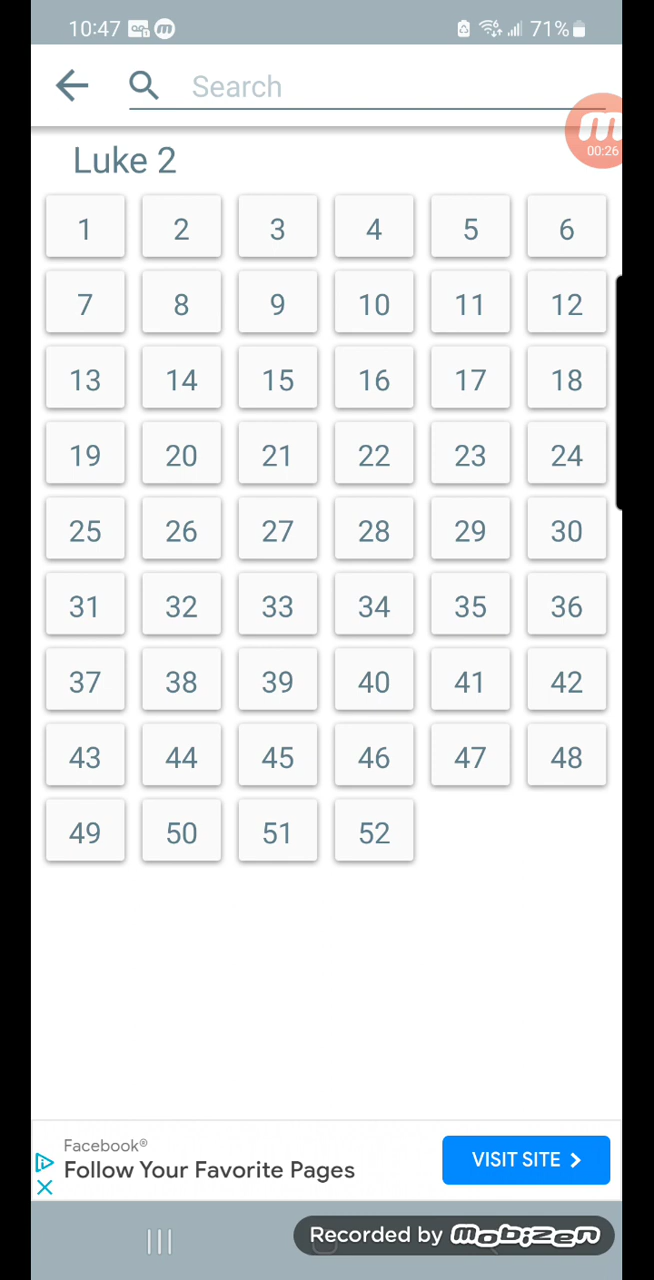 10:47 71%
Search
00:26
Luke 2
1 2 3 4 5 6
7 8 9 10 11 12
13 14 15 16 17 18
19 20 21 22 23 24
25 26 27 28 29 30
31 32 33 34 35 36
37 38 39 40 41 42
43 44 45 46 47 48
49 50 51 52
Facebook®
Follow Your Favorite Pages
VISIT SITE
Recorded by mobizen